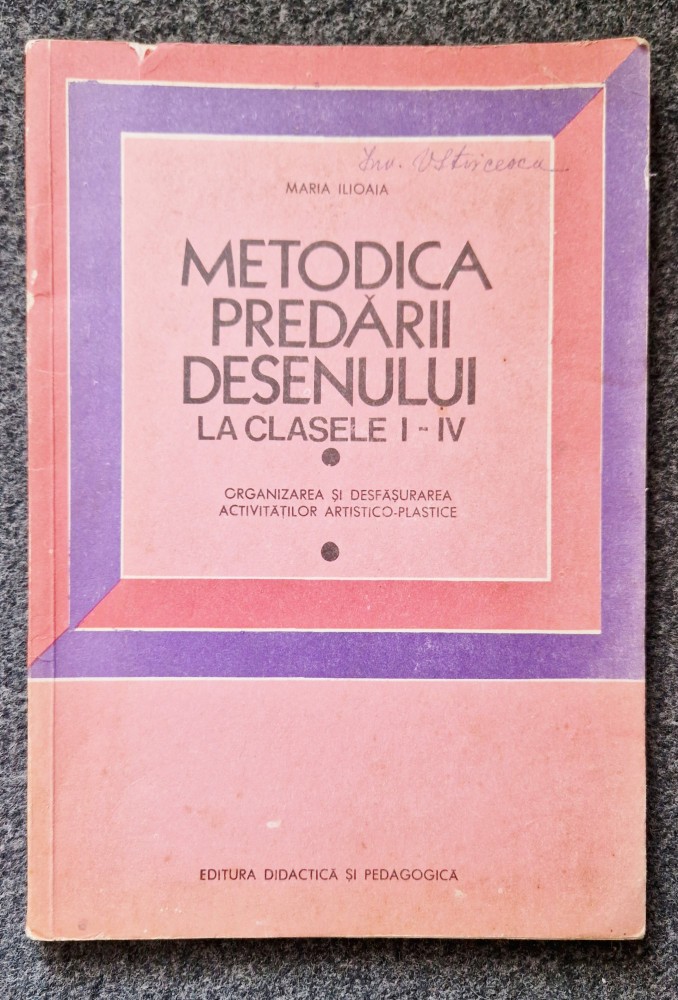 Inv.
MARIA ILIOAIA
METODICA
PREDĂRII
DESENULUI
LA CLASELE I-IV
ORGANIZAREA ȘI DESFĂȘURAREA
ACTIVITĂȚILOR ARTISTICO-PLASTICE
EDITURA DIDACTICĂ ȘI PEDAGOGICĂ